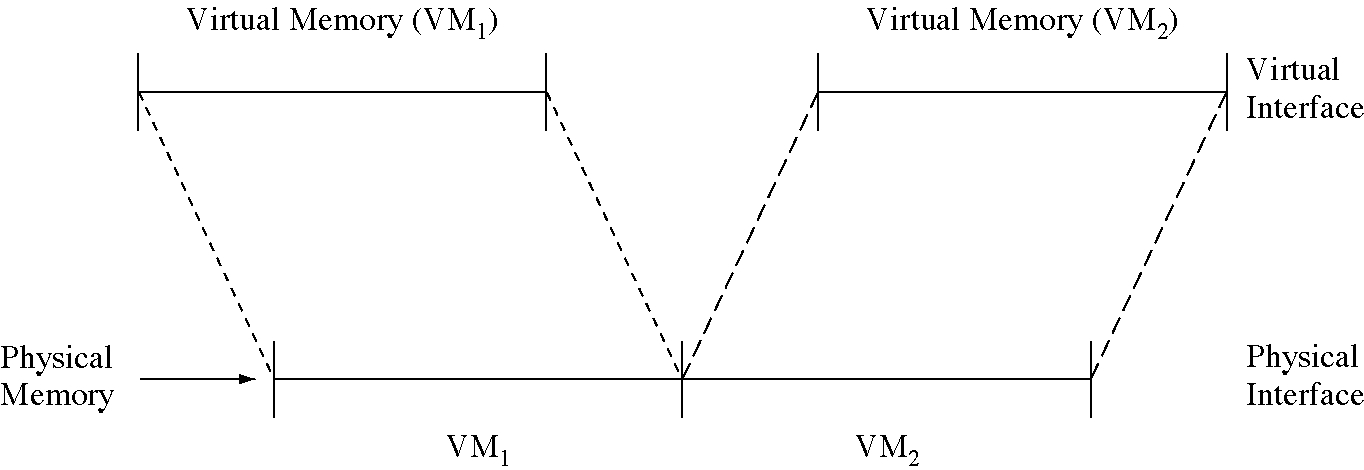 Virtual Memory (VM₁)
Virtual Memory (VM₂)
Virtual
Interface
Physical
Memory
Physical
Interface
VM₁
VM₂